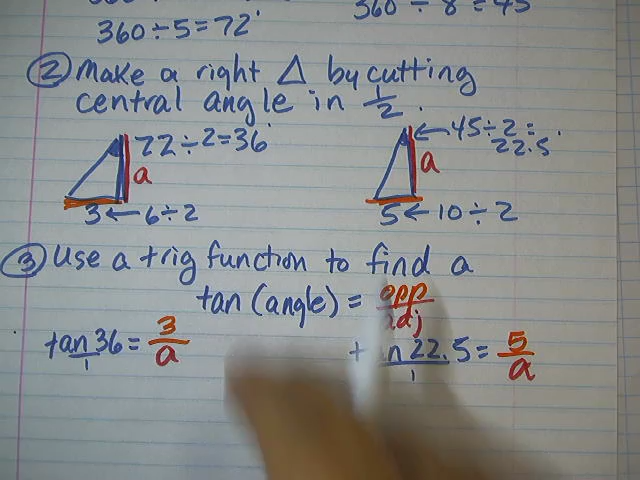 360 ÷ 8 = 45
360 ÷ 5 = 72°
② Make a right △ by cutting
central angle in 1/2.
72 ÷ 2 = 36°
a
3 ← 6 ÷ 2
← 45 ÷ 2 =
22.5°
a
5 ← 10 ÷ 2
③ Use a trig function to find a
tan (angle) = opp/adj
tan 36/1 = 3/a
tan 22.5/1 = 5/a